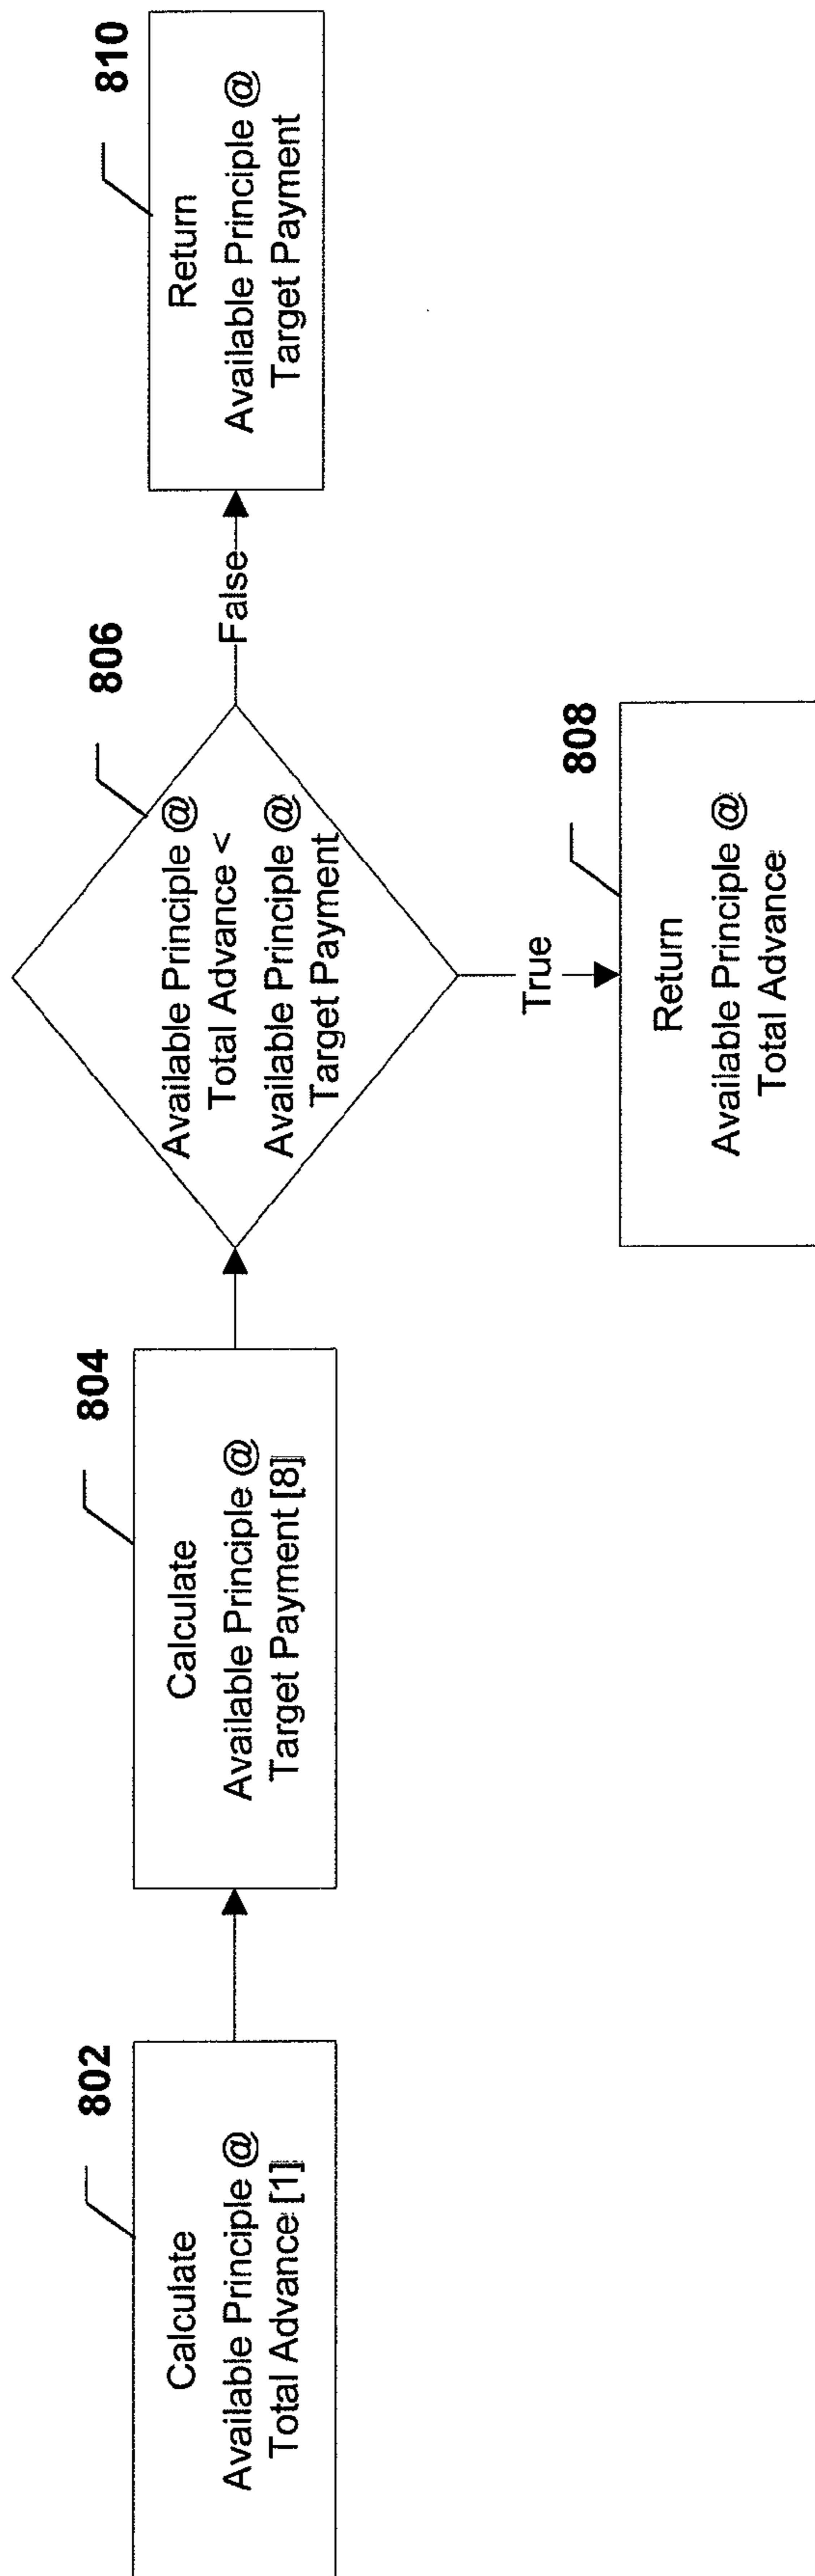 802
Calculate
Available Principle @
Total Advance [1]
804
Calculate
Available Principle @
Target Payment [8]
806
Available Principle @
Total Advance <
Available Principle @
Target Payment
False
810
Return
Available Principle @
Target Payment
True
808
Return
Available Principle @
Total Advance